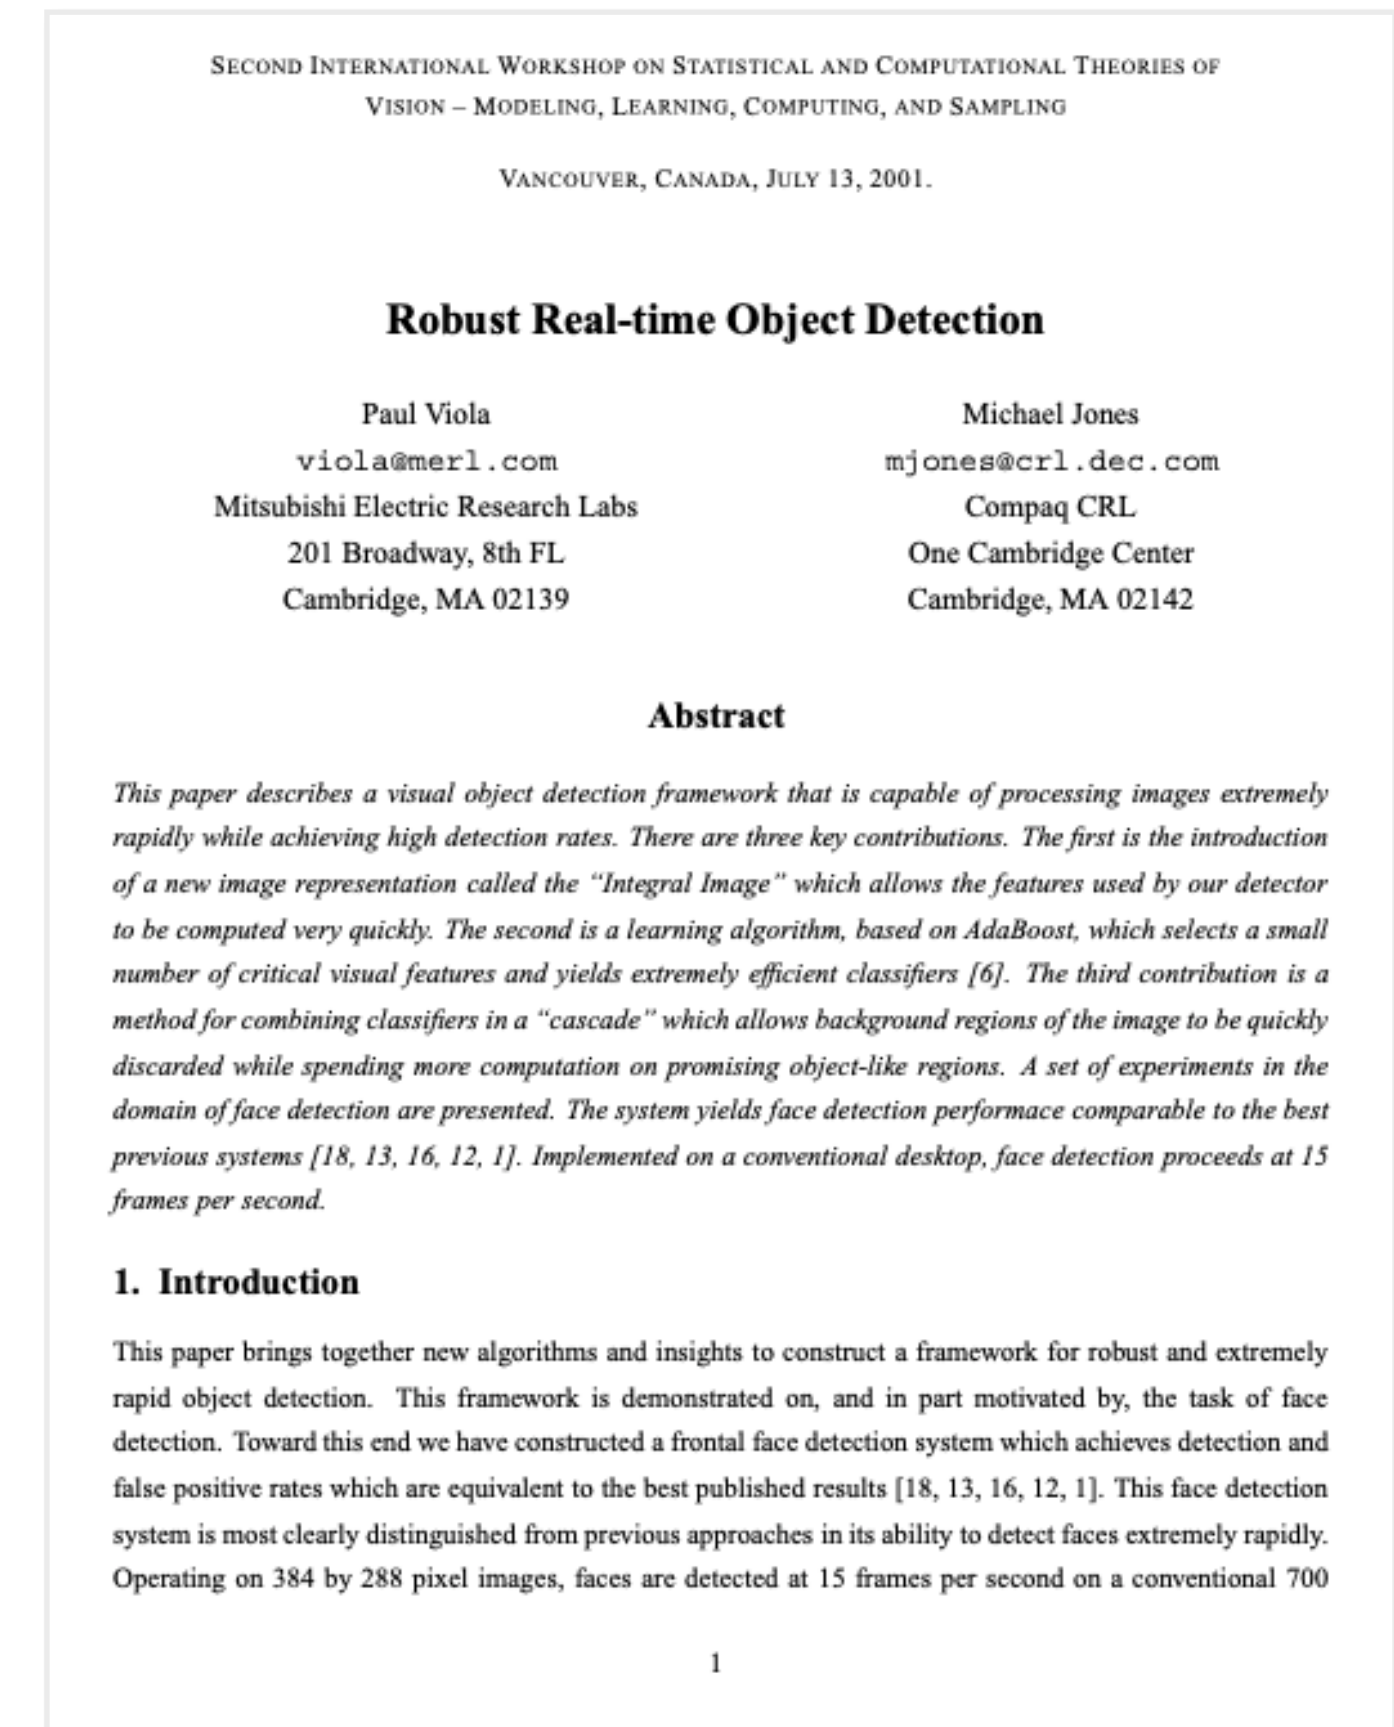 SECOND INTERNATIONAL WORKSHOP ON STATISTICAL AND COMPUTATIONAL THEORIES OF
VISION – MODELING, LEARNING, COMPUTING, AND SAMPLING
VANCOUVER, CANADA, JULY 13, 2001.
Robust Real-time Object Detection
Paul Viola
viola@merl.com
Mitsubishi Electric Research Labs
201 Broadway, 8th FL
Cambridge, MA 02139
Michael Jones
mjones@crl.dec.com
Compaq CRL
One Cambridge Center
Cambridge, MA 02142
Abstract
This paper describes a visual object detection framework that is capable of processing images extremely
rapidly while achieving high detection rates. There are three key contributions. The first is the introduction
of a new image representation called the “Integral Image” which allows the features used by our detector
to be computed very quickly. The second is a learning algorithm, based on AdaBoost, which selects a small
number of critical visual features and yields extremely efficient classifiers [6]. The third contribution is a
method for combining classifiers in a “cascade” which allows background regions of the image to be quickly
discarded while spending more computation on promising object-like regions. A set of experiments in the
domain of face detection are presented. The system yields face detection performace comparable to the best
previous systems [18, 13, 16, 12, 1]. Implemented on a conventional desktop, face detection proceeds at 15
frames per second.
1. Introduction
This paper brings together new algorithms and insights to construct a framework for robust and extremely
rapid object detection. This framework is demonstrated on, and in part motivated by, the task of face
detection. Toward this end we have constructed a frontal face detection system which achieves detection and
false positive rates which are equivalent to the best published results [18, 13, 16, 12, 1]. This face detection
system is most clearly distinguished from previous approaches in its ability to detect faces extremely rapidly.
Operating on 384 by 288 pixel images, faces are detected at 15 frames per second on a conventional 700
1